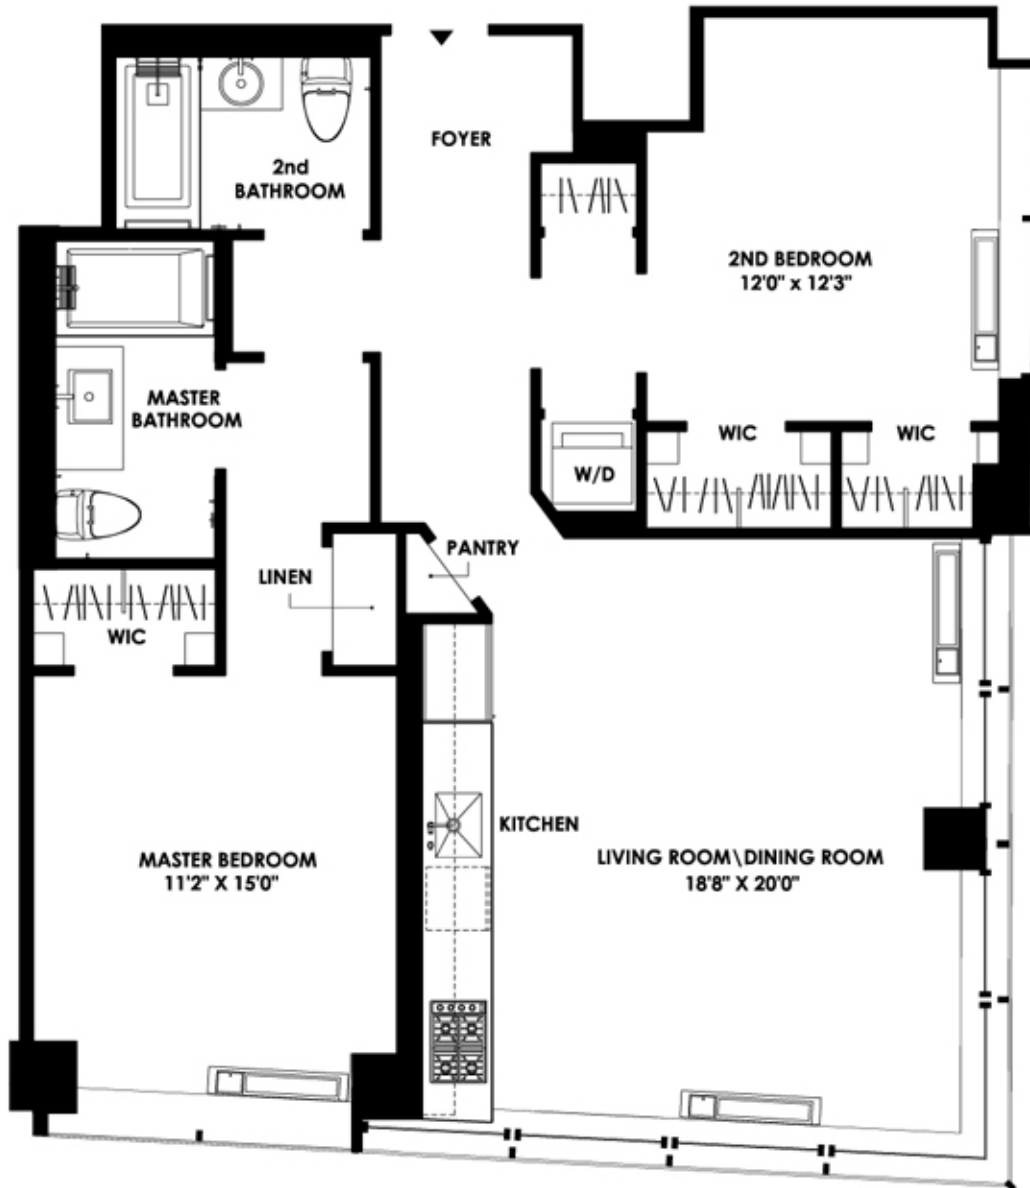 FOYER
2nd
BATHROOM
2ND BEDROOM
12'0" x 12'3"
MASTER
BATHROOM
WIC
WIC
W/D
PANTRY
LINEN
WIC
KITCHEN
MASTER BEDROOM
11'2" X 15'0"
LIVING ROOM\DINING ROOM
18'8" X 20'0"